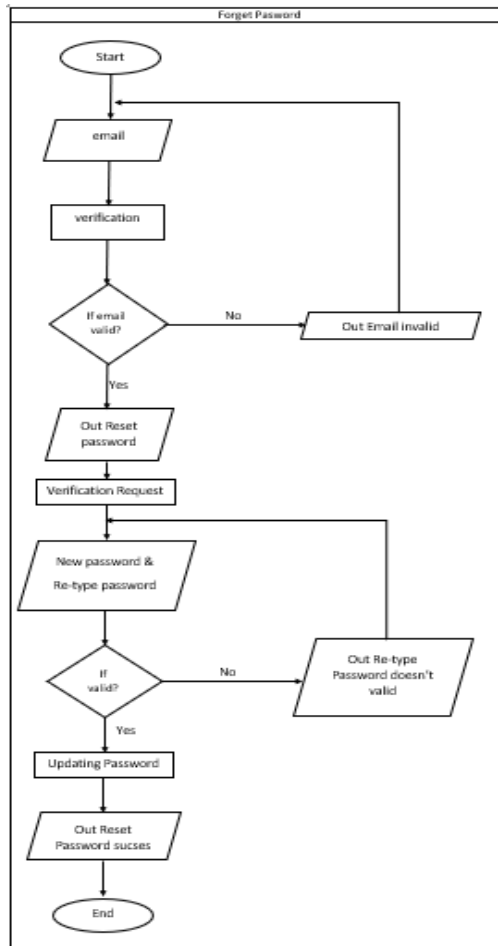 Forget Pasword
Start
email
verification
If email
valid?
No
Out Email invalid
Yes
Out Reset
password
Verification Request
New password &
Re-type password
If
valid?
No
Out Re-type
Password doesn't
valid
Yes
Updating Password
Out Reset
Password sucses
End